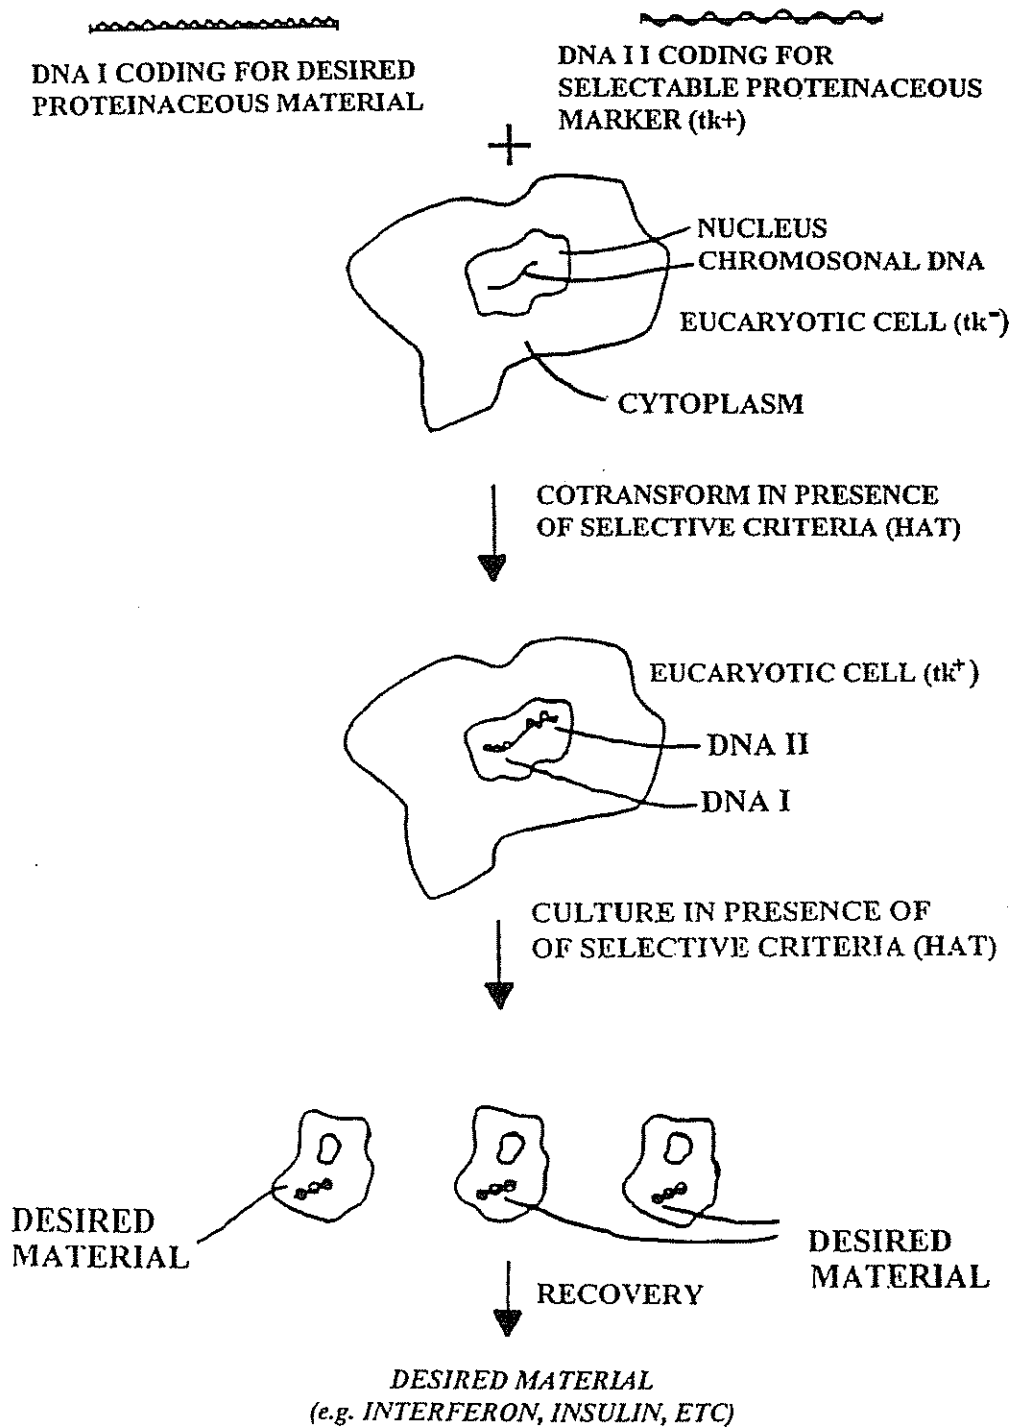 DNA I CODING FOR DESIRED
PROTEINACEOUS MATERIAL
DNA I I CODING FOR
SELECTABLE PROTEINACEOUS
MARKER (tk+)
+
NUCLEUS
CHROMOSONAL DNA
EUCARYOTIC CELL (tk⁻)
CYTOPLASM
COTRANSFORM IN PRESENCE
OF SELECTIVE CRITERIA (HAT)
EUCARYOTIC CELL (tk⁺)
DNA II
DNA I
CULTURE IN PRESENCE OF
OF SELECTIVE CRITERIA (HAT)
DESIRED
MATERIAL
DESIRED
MATERIAL
RECOVERY
DESIRED MATERIAL
(e.g. INTERFERON, INSULIN, ETC)